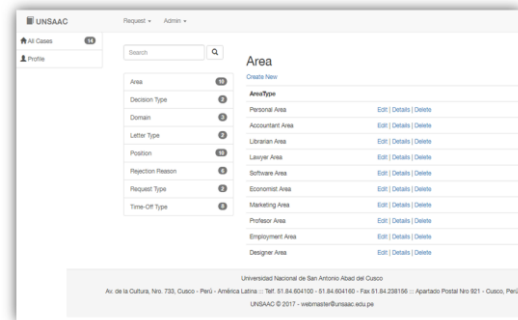 UNSAAC
Request
Admin
All Cases 14
Profile
Search
Area 10
Decision Type 2
Domain 3
Letter Type 2
Position 10
Rejection Reason
Request Type 2
Time-Off Type
Area
Create New
AreaType
Personal Area Edit | Details | Delete
Accountant Area Edit | Details | Delete
Librarian Area Edit | Details | Delete
Lawyer Area Edit | Details | Delete
Software Area Edit | Details | Delete
Economist Area Edit | Details | Delete
Marketing Area Edit | Details | Delete
Profesor Area Edit | Details | Delete
Employment Area Edit | Details | Delete
Designer Area Edit | Details | Delete
Universidad Nacional de San Antonio Abad del Cusco
Av. de la Cultura, Nro. 733, Cusco - Perú - América Latina ::: Telf. 51.84.604100 - 51.84.604160 - Fax 51.84.238156 ::: Apartado Postal Nro 921 - Cusco, Perú
UNSAAC © 2017 - webmaster@unsaac.edu.pe